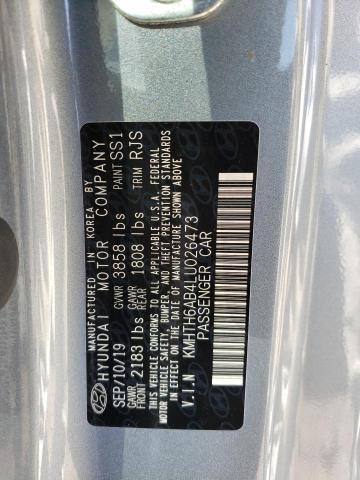 MANUFACTURED IN KOREA BY
HYUNDAI MOTOR COMPANY
SEP/10/19 GVWR 3858 lbs PAINT SS1
GAWR FRONT 2183 lbs GAWR REAR 1808 lbs TRIM RJS
THIS VEHICLE CONFORMS TO ALL APPLICABLE U.S.A. FEDERAL
MOTOR VEHICLE SAFETY, BUMPER, AND THEFT PREVENTION STANDARDS
IN EFFECT ON THE DATE OF MANUFACTURE SHOWN ABOVE
V.I.N KMHTH6AB4LU026473
PASSENGER CAR